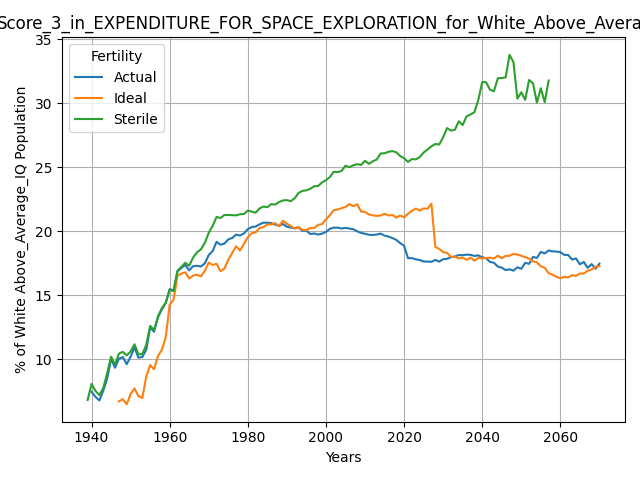 Score_3_in_EXPENDITURE_FOR_SPACE_EXPLORATION_for_White_Above_Avera
Fertility
Actual
Ideal
Sterile
% of White Above_Average_IQ Population
35
30
25
20
15
10
1940 1960 1980 2000 2020 2040 2060
Years